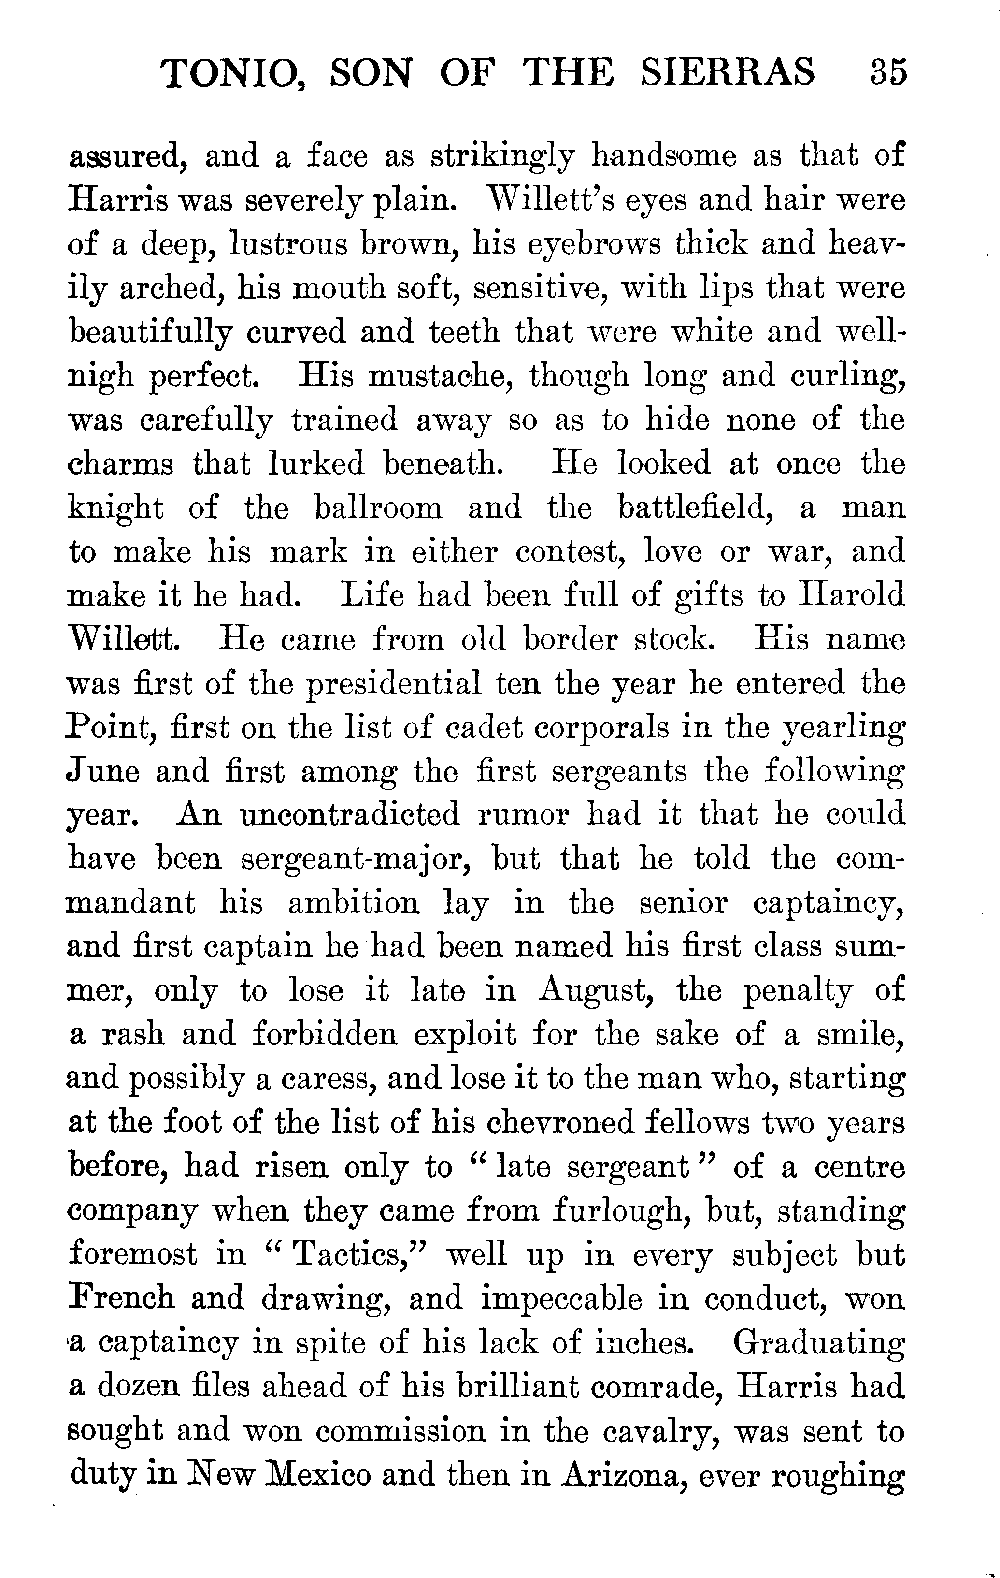 TONIO, SON OF THE SIERRAS 35
assured, and a face as strikingly handsome as that of
Harris was severely plain. Willett's eyes and hair were
of a deep, lustrous brown, his eyebrows thick and heav-
ily arched, his mouth soft, sensitive, with lips that were
beautifully curved and teeth that were white and well-
nigh perfect. His mustache, though long and curling,
was carefully trained away so as to hide none of the
charms that lurked beneath. He looked at once the
knight of the ballroom and the battlefield, a man
to make his mark in either contest, love or war, and
make it he had. Life had been full of gifts to Harold
Willett. He came from old border stock. His name
was first of the presidential ten the year he entered the
Point, first on the list of cadet corporals in the yearling
June and first among the first sergeants the following
year. An uncontradicted rumor had it that he could
have been sergeant-major, but that he told the com-
mandant his ambition lay in the senior captaincy,
and first captain he had been named his first class sum-
mer, only to lose it late in August, the penalty of
a rash and forbidden exploit for the sake of a smile,
and possibly a caress, and lose it to the man who, starting
at the foot of the list of his chevroned fellows two years
before, had risen only to " late sergeant " of a centre
company when they came from furlough, but, standing
foremost in " Tactics," well up in every subject but
French and drawing, and impeccable in conduct, won
a captaincy in spite of his lack of inches. Graduating
a dozen files ahead of his brilliant comrade, Harris had
sought and won commission in the cavalry, was sent to
duty in New Mexico and then in Arizona, ever roughing